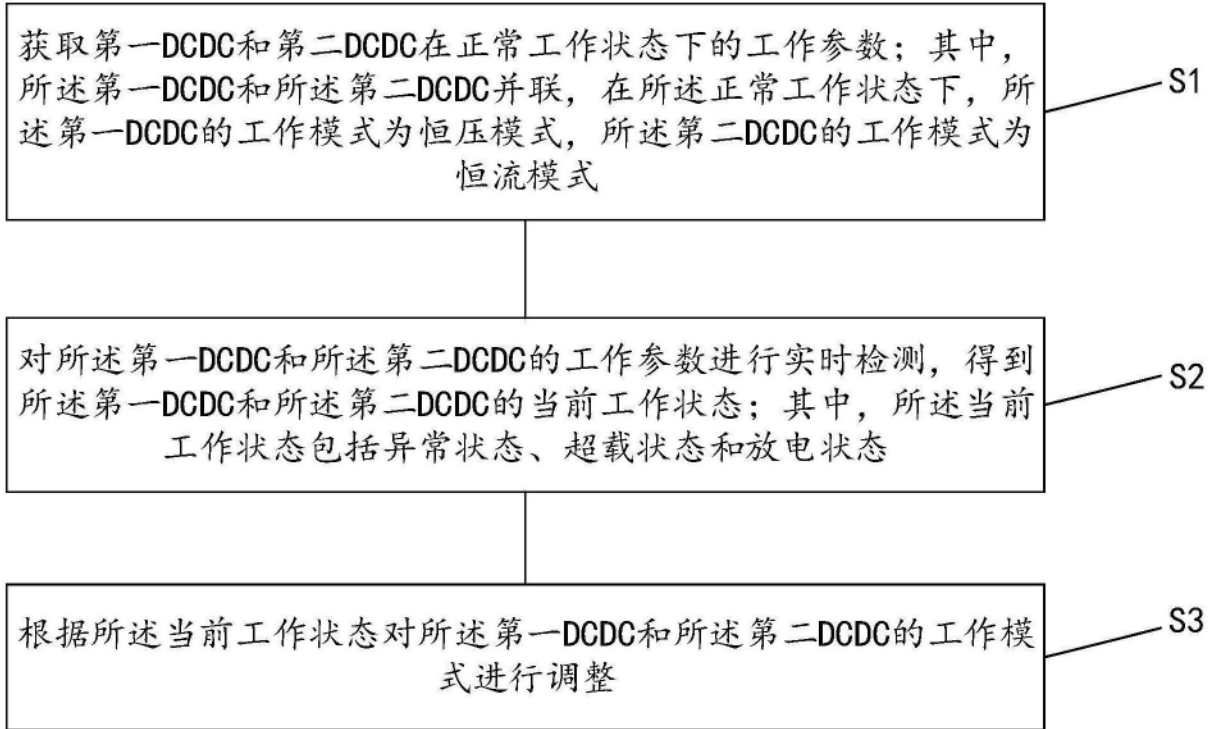 获取第一DCDC和第二DCDC在正常工作状态下的工作参数；其中，
所述第一DCDC和所述第二DCDC并联，在所述正常工作状态下，所
述第一DCDC的工作模式为恒压模式，所述第二DCDC的工作模式为
恒流模式
S1
对所述第一DCDC和所述第二DCDC的工作参数进行实时检测，得到
所述第一DCDC和所述第二DCDC的当前工作状态；其中，所述当前
工作状态包括异常状态、超载状态和放电状态
S2
根据所述当前工作状态对所述第一DCDC和所述第二DCDC的工作模
式进行调整
S3